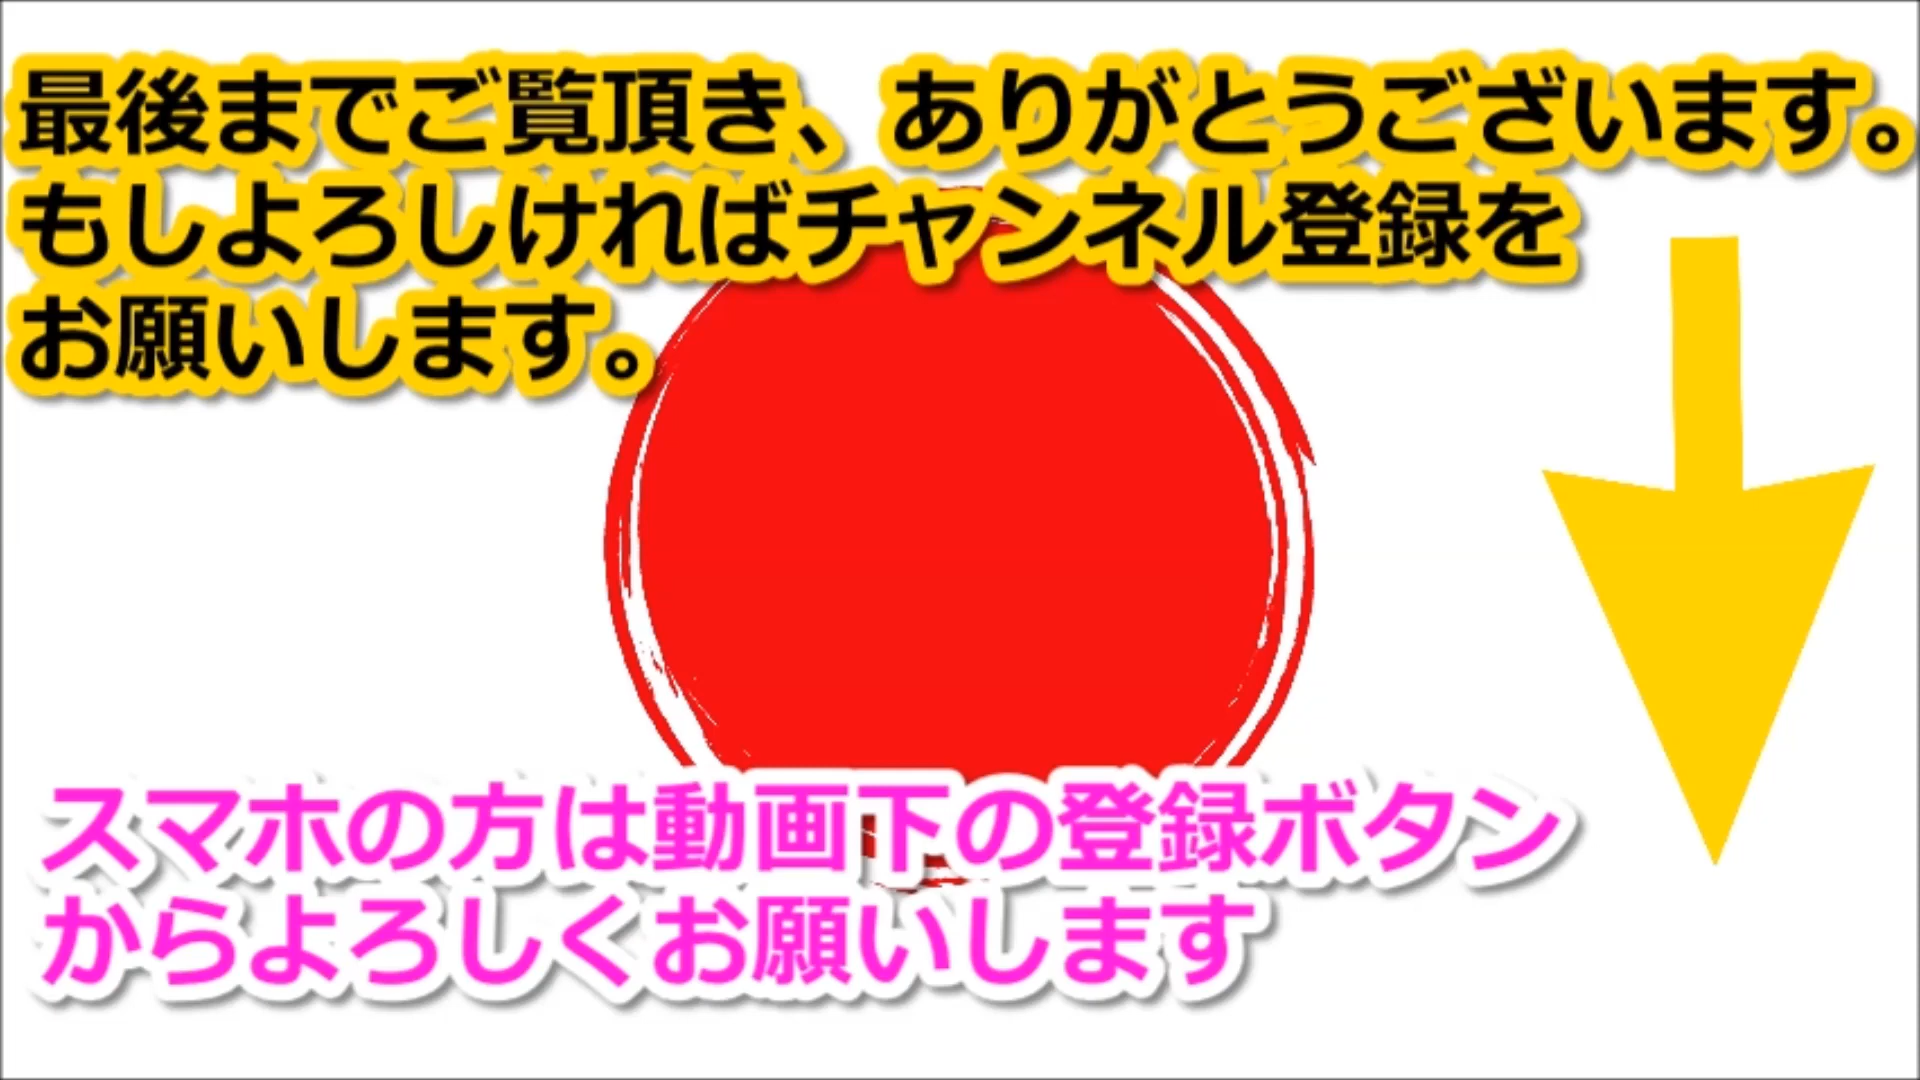 最後までご覧頂き、ありがとうございます。
もしよろしければチャンネル登録を
お願いします。
スマホの方は動画下の登録ボタン
からよろしくお願いします